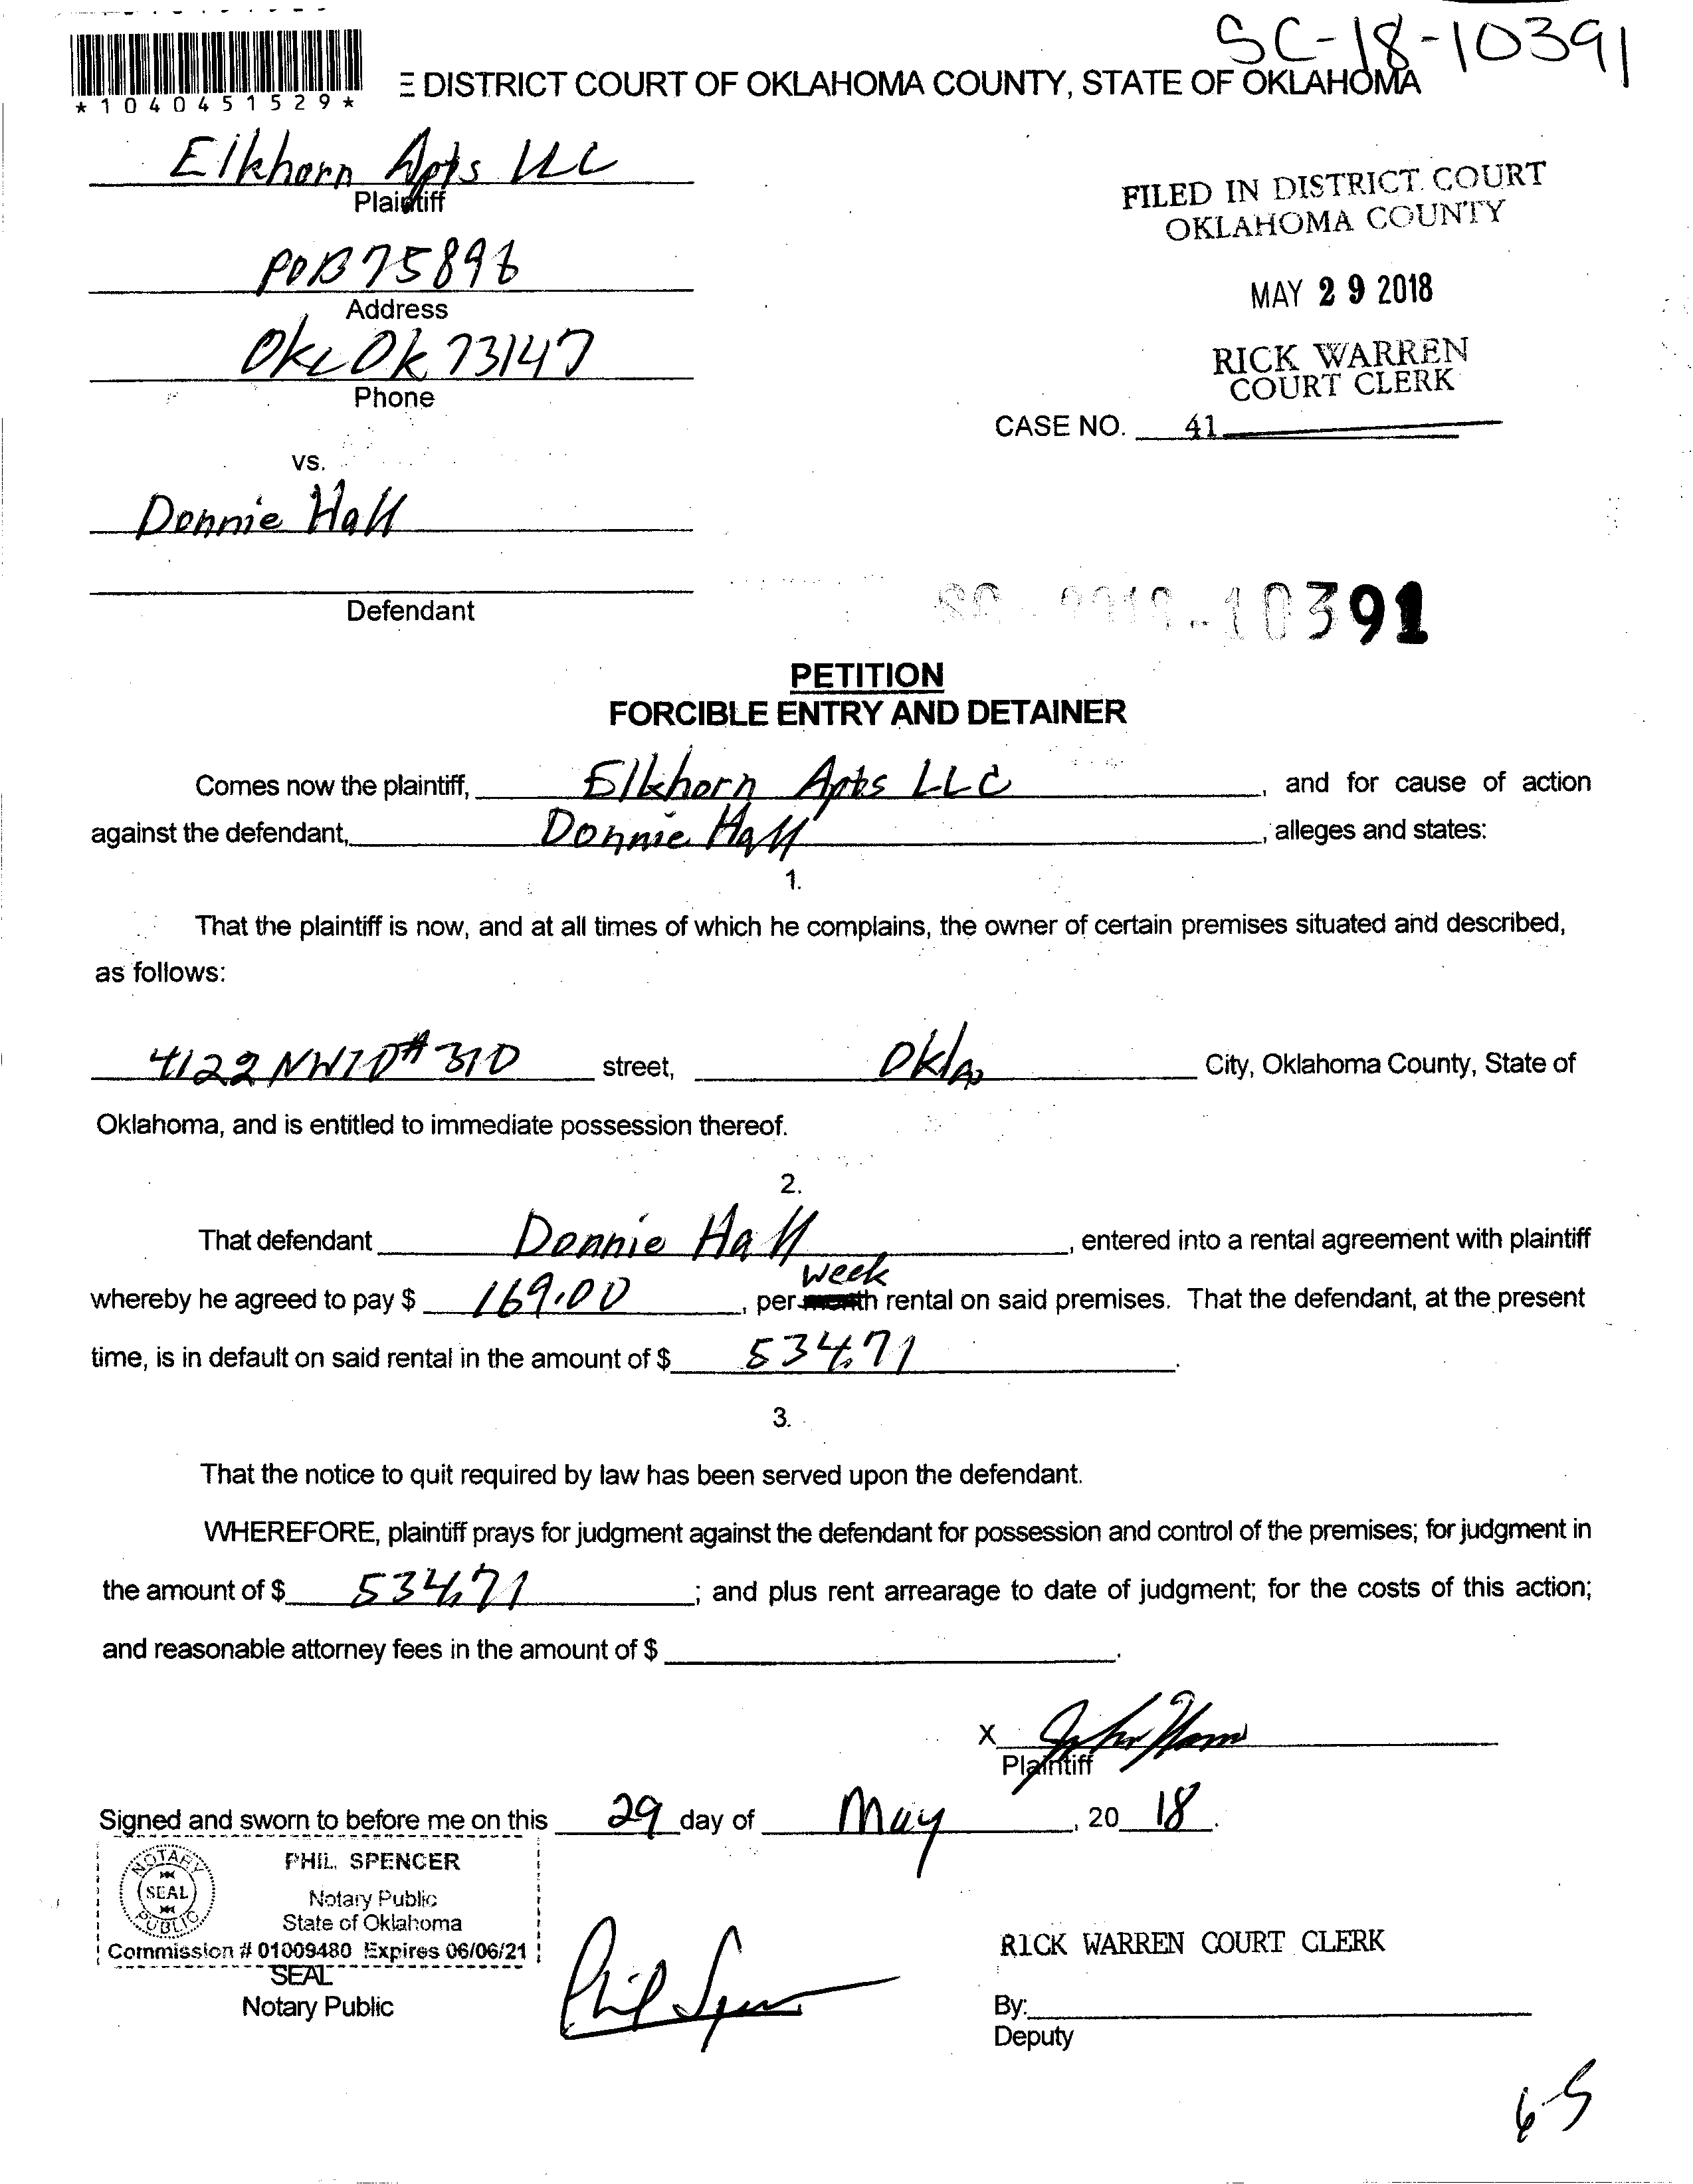 SC-18-10391
*1040451529*
E DISTRICT COURT OF OKLAHOMA COUNTY, STATE OF OKLAHOMA
Elkhorn Apts LLC
Plaintiff
FILED IN DISTRICT COURT
OKLAHOMA COUNTY
POB 75896
Address
MAY 29 2018
Okc Ok 73147
Phone
RICK WARREN
COURT CLERK
CASE NO. 41
vs.
Donnie Hall
Defendant
SC - 2018-10391
PETITION
FORCIBLE ENTRY AND DETAINER
Comes now the plaintiff, Elkhorn Apts LLC, and for cause of action
against the defendant, Donnie Hall, alleges and states:
1.
That the plaintiff is now, and at all times of which he complains, the owner of certain premises situated and described,
as follows:
4122 NW10 #310 street, Okla City, Oklahoma County, State of
Oklahoma, and is entitled to immediate possession thereof.
2.
That defendant Donnie Hall, entered into a rental agreement with plaintiff
week
whereby he agreed to pay $ 169.00, per month rental on said premises. That the defendant, at the present
time, is in default on said rental in the amount of $ 534.71.
3.
That the notice to quit required by law has been served upon the defendant.
WHEREFORE, plaintiff prays for judgment against the defendant for possession and control of the premises; for judgment in
the amount of $ 534.71; and plus rent arrearage to date of judgment; for the costs of this action;
and reasonable attorney fees in the amount of $ .
X
Plaintiff
Signed and sworn to before me on this 29 day of May, 20 18.
NOTARY
SEAL
PUBLIC
PHIL SPENCER
Notary Public
State of Oklahoma
Commission # 01009480 Expires 06/06/21
SEAL
Notary Public
Phil Spencer
RICK WARREN COURT CLERK
By:
Deputy
6-5